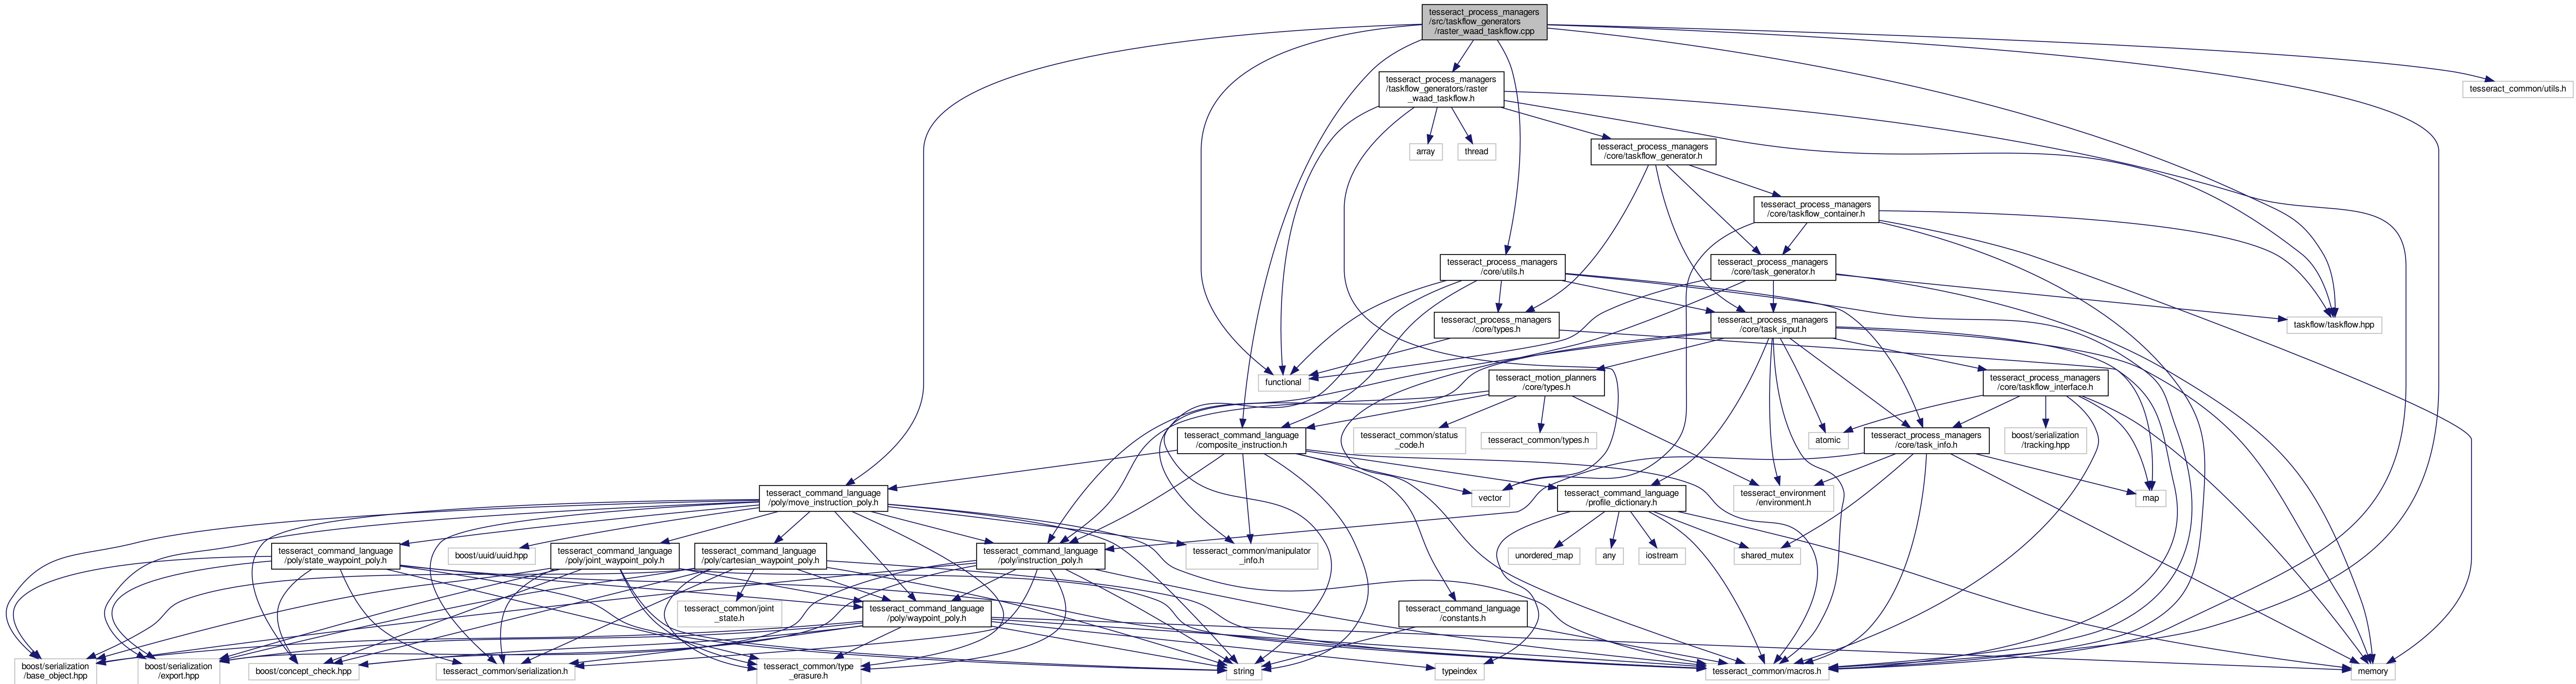 tesseract_process_managers
/src/taskflow_generators
/raster_waad_taskflow.cpp
tesseract_process_managers
/taskflow_generators/raster
_waad_taskflow.h
tesseract_common/utils.h
array
thread
tesseract_process_managers
/core/taskflow_generator.h
tesseract_process_managers
/core/taskflow_container.h
tesseract_process_managers
/core/utils.h
tesseract_process_managers
/core/task_generator.h
tesseract_process_managers
/core/types.h
tesseract_process_managers
/core/task_input.h
taskflow/taskflow.hpp
functional
tesseract_motion_planners
/core/types.h
tesseract_process_managers
/core/taskflow_interface.h
tesseract_command_language
/composite_instruction.h
tesseract_common/status
_code.h
tesseract_common/types.h
atomic
tesseract_process_managers
/core/task_info.h
boost/serialization
/tracking.hpp
tesseract_command_language
/poly/move_instruction_poly.h
vector
tesseract_command_language
/profile_dictionary.h
tesseract_environment
/environment.h
map
tesseract_command_language
/poly/state_waypoint_poly.h
boost/uuid/uuid.hpp
tesseract_command_language
/poly/joint_waypoint_poly.h
tesseract_command_language
/poly/cartesian_waypoint_poly.h
tesseract_command_language
/poly/instruction_poly.h
tesseract_common/manipulator
_info.h
unordered_map
any
iostream
shared_mutex
tesseract_common/joint
_state.h
tesseract_command_language
/poly/waypoint_poly.h
tesseract_command_language
/constants.h
boost/serialization
/base_object.hpp
boost/serialization
/export.hpp
boost/concept_check.hpp
tesseract_common/serialization.h
tesseract_common/type
_erasure.h
string
typeindex
tesseract_common/macros.h
memory